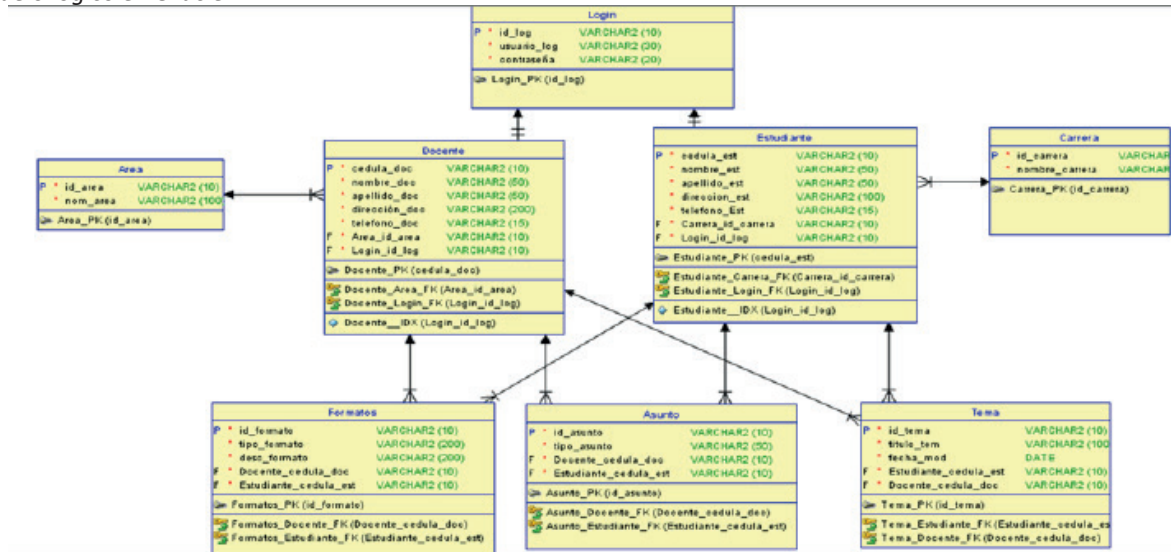 Login
P * id_log VARCHAR2 (10)
* usuario_log VARCHAR2 (30)
* contraseña VARCHAR2 (20)
Login_PK (id_log)
Area
P * id_area VARCHAR2 (10)
* nom_area VARCHAR2 (100
Area_PK (id_area)
Docente
P * cedula_doc VARCHAR2 (10)
* nombre_doc VARCHAR2 (50)
* apellido_doc VARCHAR2 (50)
* dirección_doc VARCHAR2 (200)
* telefono_doc VARCHAR2 (15)
F * Area_id_area VARCHAR2 (10)
F * Login_id_log VARCHAR2 (10)
Docente_PK (cedula_doc)
Docente_Area_FK (Area_id_area)
Docente_Login_FK (Login_id_log)
Docente__IDX (Login_id_log)
Estudiante
P * cedula_est VARCHAR2 (10)
* nombre_est VARCHAR2 (50)
* apellido_est VARCHAR2 (50)
* direccion_est VARCHAR2 (100)
* telefono_Est VARCHAR2 (15)
F * Carrera_id_carrera VARCHAR2 (10)
F * Login_id_log VARCHAR2 (10)
Estudiante_PK (cedula_est)
Estudiante_Carrera_FK (Carrera_id_carrera)
Estudiante_Login_FK (Login_id_log)
Estudiante__IDX (Login_id_log)
Carrera
P * id_carrera VARCHAR
* nombre_carrera VARCHAR
Carrera_PK (id_carrera)
Formatos
P * id_formato VARCHAR2 (10)
* tipo_formato VARCHAR2 (200)
* desc_formato VARCHAR2 (200)
F * Docente_cedula_doc VARCHAR2 (10)
F * Estudiante_cedula_est VARCHAR2 (10)
Formatos_PK (id_formato)
Formatos_Docente_FK (Docente_cedula_doc)
Formatos_Estudiante_FK (Estudiante_cedula_est)
Asunto
P * id_asunto VARCHAR2 (10)
* tipo_asunto VARCHAR2 (50)
F * Docente_cedula_doc VARCHAR2 (10)
F * Estudiante_cedula_est VARCHAR2 (10)
Asunto_PK (id_asunto)
Asunto_Docente_FK (Docente_cedula_doc)
Asunto_Estudiante_FK (Estudiante_cedula_est)
Tema
P * id_tema VARCHAR2 (10)
* titulo_tem VARCHAR2 (100
* fecha_mod DATE
F * Estudiante_cedula_est VARCHAR2 (10)
F * Docente_cedula_doc VARCHAR2 (10)
Tema_PK (id_tema)
Tema_Estudiante_FK (Estudiante_cedula_es
Tema_Docente_FK (Docente_cedula_doc)